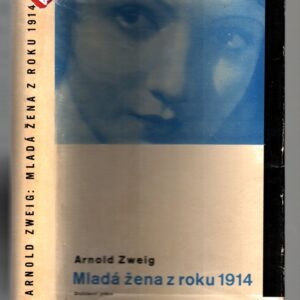 ARNOLD ZWEIG: MLADÁ ŽENA Z ROKU 1914
Arnold Zweig
Mladá žena z roku 1914